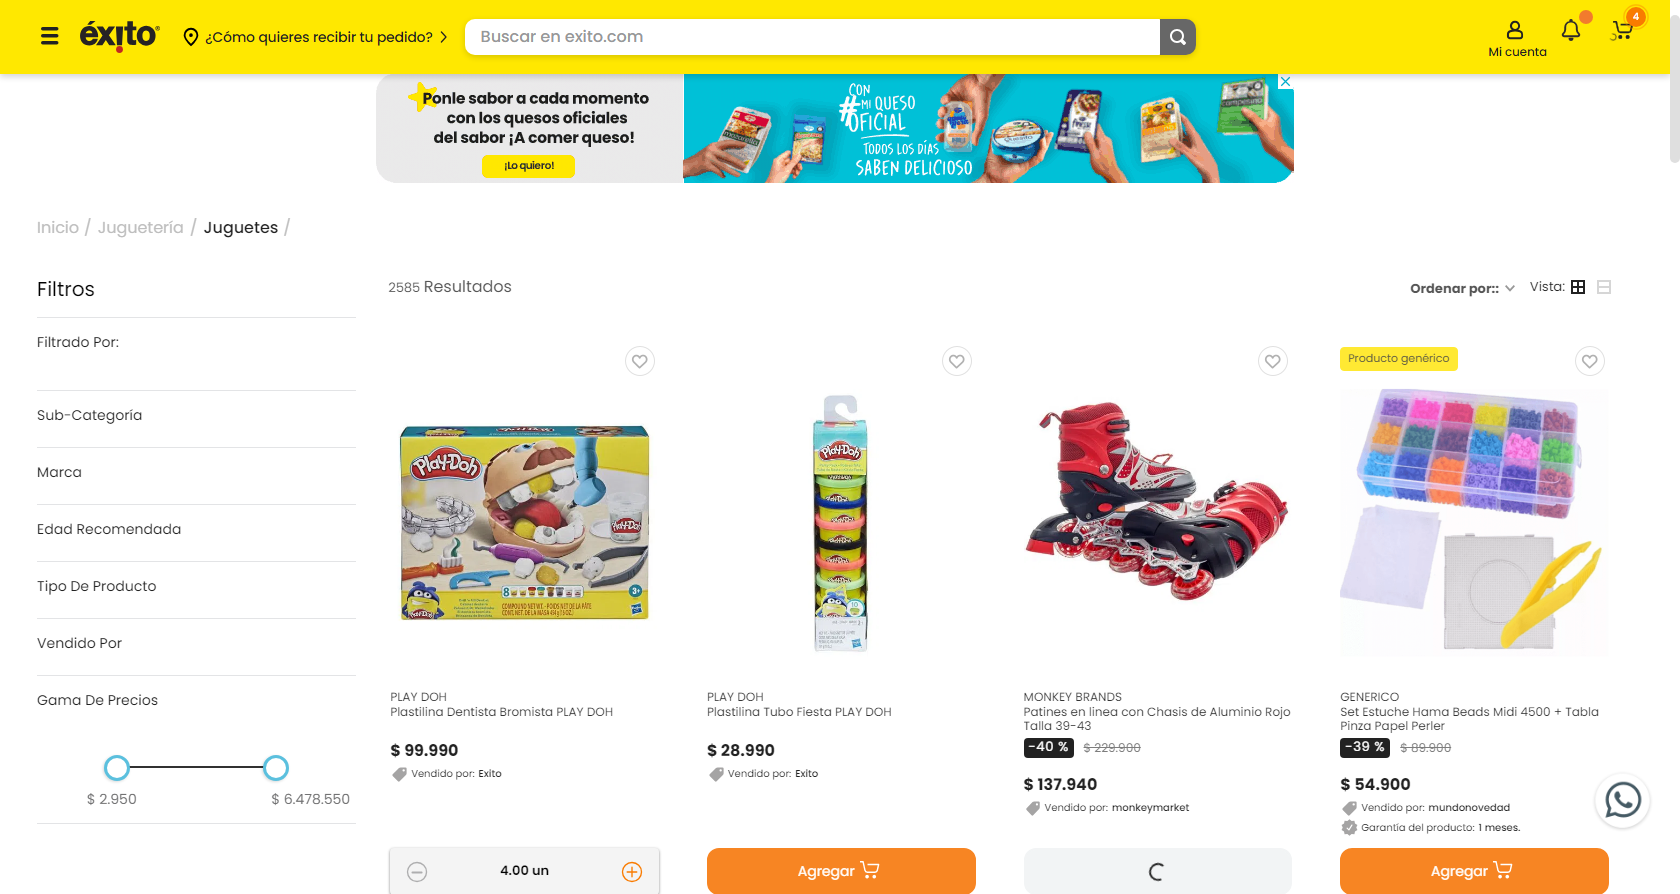 éxito
¿Cómo quieres recibir tu pedido?
Buscar en exito.com
Mi cuenta
4
Ponle sabor a cada momento
con los quesos oficiales
del sabor ¡A comer queso!
¡Lo quiero!
CON
#MI QUESO
OFICIAL
TODOS LOS DÍAS
SABEN DELICIOSO
Inicio / Juguetería / Juguetes /
Filtros
2585 Resultados
Ordenar por::
Vista:
Filtrado Por:
Sub-Categoría
Marca
Edad Recomendada
Tipo De Producto
Vendido Por
Gama De Precios
$ 2.950
$ 6.478.550
Play-Doh
Play-Doh
PLAY DOH
Plastilina Dentista Bromista PLAY DOH
$ 99.990
Vendido por: Exito
4.00 un
PLAY DOH
Plastilina Tubo Fiesta PLAY DOH
$ 28.990
Vendido por: Exito
Agregar
MONKEY BRANDS
Patines en linea con Chasis de Aluminio Rojo
Talla 39-43
-40 % $ 229.900
$ 137.940
Vendido por: monkeymarket
Producto genérico
GENERICO
Set Estuche Hama Beads Midi 4500 + Tabla
Pinza Papel Perler
-39 % $ 89.900
$ 54.900
Vendido por: mundonovedad
Garantía del producto: 1 meses.
Agregar